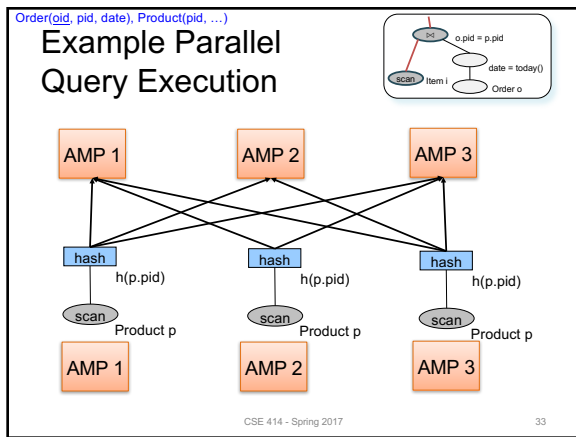 Order(oid, pid, date), Product(pid, …)
Example Parallel
Query Execution
⋈
o.pid = p.pid
date = today()
scan
Item i
Order o
AMP 1
AMP 2
AMP 3
hash
hash
hash
h(p.pid)
h(p.pid)
h(p.pid)
scan
scan
scan
Product p
Product p
Product p
AMP 1
AMP 2
AMP 3
CSE 414 - Spring 2017
33